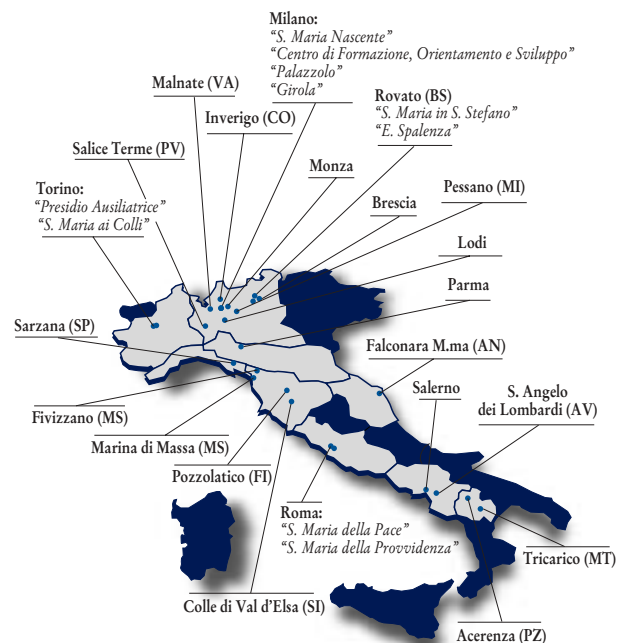 Milano:
“S. Maria Nascente”
“Centro di Formazione, Orientamento e Sviluppo”
“Palazzolo”
“Girola”
Malnate (VA)
Rovato (BS)
“S. Maria in S. Stefano”
“E. Spalenza”
Inverigo (CO)
Salice Terme (PV)
Monza
Torino:
“Presidio Ausiliatrice”
“S. Maria ai Colli”
Pessano (MI)
Brescia
Lodi
Parma
Sarzana (SP)
Falconara M.ma (AN)
Salerno
S. Angelo
dei Lombardi (AV)
Fivizzano (MS)
Marina di Massa (MS)
Pozzolatico (FI)
Roma:
“S. Maria della Pace”
“S. Maria della Provvidenza”
Tricarico (MT)
Colle di Val d’Elsa (SI)
Acerenza (PZ)